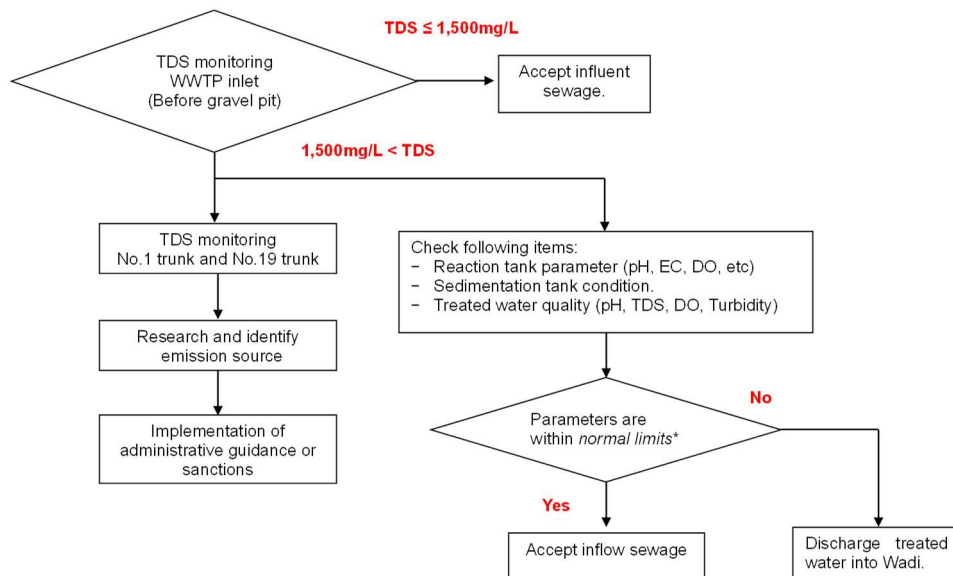 TDS ≤ 1,500mg/L
TDS monitoring
WWTP inlet
(Before gravel pit)
Accept influent
sewage.
1,500mg/L < TDS
TDS monitoring
No.1 trunk and No.19 trunk
Research and identify
emission source
Implementation of
administrative guidance or
sanctions
Check following items:
− Reaction tank parameter (pH, EC, DO, etc)
− Sedimentation tank condition.
− Treated water quality (pH, TDS, DO, Turbidity)
Parameters are
within normal limits*
No
Yes
Accept inflow sewage
Discharge treated
water into Wadi.